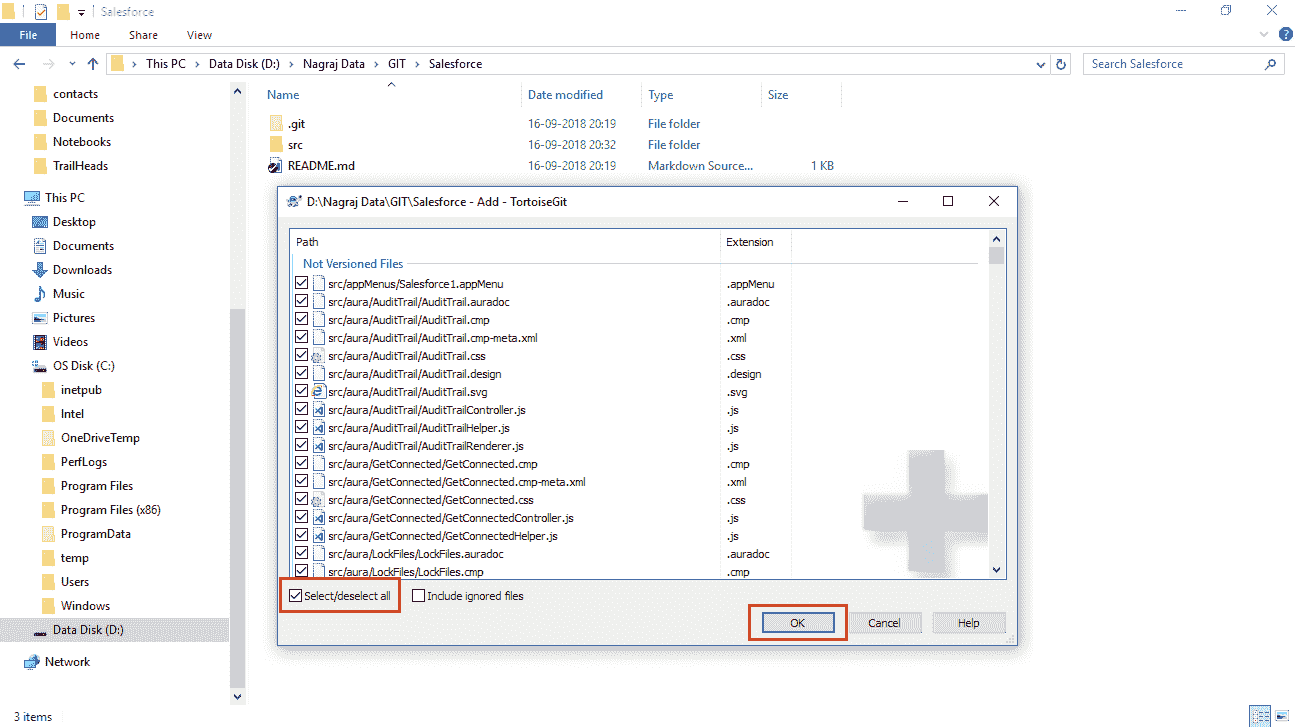 Salesforce
File Home Share View
This PC Data Disk (D:) Nagraj Data GIT Salesforce Search Salesforce
contacts
Documents
Notebooks
TrailHeads
This PC
Desktop
Documents
Downloads
Music
Pictures
Videos
OS Disk (C:)
inetpub
Intel
OneDriveTemp
PerfLogs
Program Files
Program Files (x86)
ProgramData
temp
Users
Windows
Data Disk (D:)
Network
Name Date modified Type Size
.git 16-09-2018 20:19 File folder
src 16-09-2018 20:32 File folder
README.md 16-09-2018 20:19 Markdown Source... 1 KB
D:\Nagraj Data\GIT\Salesforce - Add - TortoiseGit
Path Extension
Not Versioned Files
src/appMenus/Salesforce1.appMenu .appMenu
src/aura/AuditTrail/AuditTrail.auradoc .auradoc
src/aura/AuditTrail/AuditTrail.cmp .cmp
src/aura/AuditTrail/AuditTrail.cmp-meta.xml .xml
src/aura/AuditTrail/AuditTrail.css .css
src/aura/AuditTrail/AuditTrail.design .design
src/aura/AuditTrail/AuditTrail.svg .svg
src/aura/AuditTrail/AuditTrailController.js .js
src/aura/AuditTrail/AuditTrailHelper.js .js
src/aura/AuditTrail/AuditTrailRenderer.js .js
src/aura/GetConnected/GetConnected.cmp .cmp
src/aura/GetConnected/GetConnected.cmp-meta.xml .xml
src/aura/GetConnected/GetConnected.css .css
src/aura/GetConnected/GetConnectedController.js .js
src/aura/GetConnected/GetConnectedHelper.js .js
src/aura/LockFiles/LockFiles.auradoc .auradoc
src/aura/LockFiles/LockFiles.cmp .cmp
Select/deselect all Include ignored files
OK Cancel Help
3 items